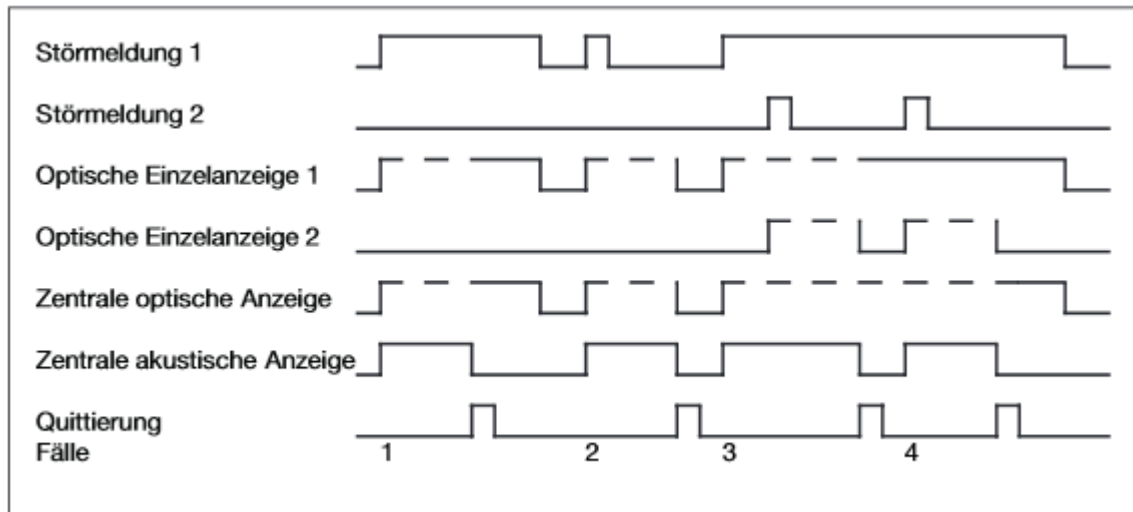 Störmeldung 1
Störmeldung 2
Optische Einzelanzeige 1
Optische Einzelanzeige 2
Zentrale optische Anzeige
Zentrale akustische Anzeige
Quittierung
Fälle 1 2 3 4